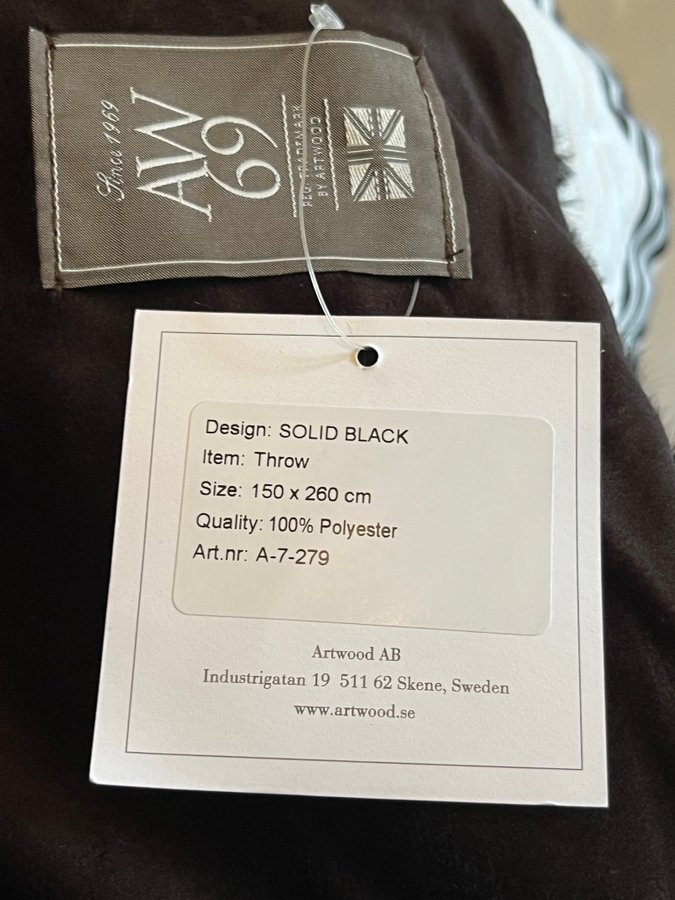 Since 1969
AW
69
REG. TRADEMARK
BY ARTWOOD
Design: SOLID BLACK
Item: Throw
Size: 150 x 260 cm
Quality: 100% Polyester
Art.nr: A-7-279
Artwood AB
Industrigatan 19 511 62 Skene, Sweden
www.artwood.se